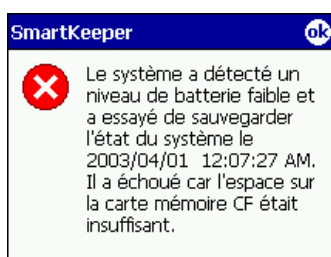 SmartKeeper ok
Le système a détecté un
niveau de batterie faible et
a essayé de sauvegarder
l'état du système le
2003/04/01 12:07:27 AM.
Il a échoué car l'espace sur
la carte mémoire CF était
insuffisant.